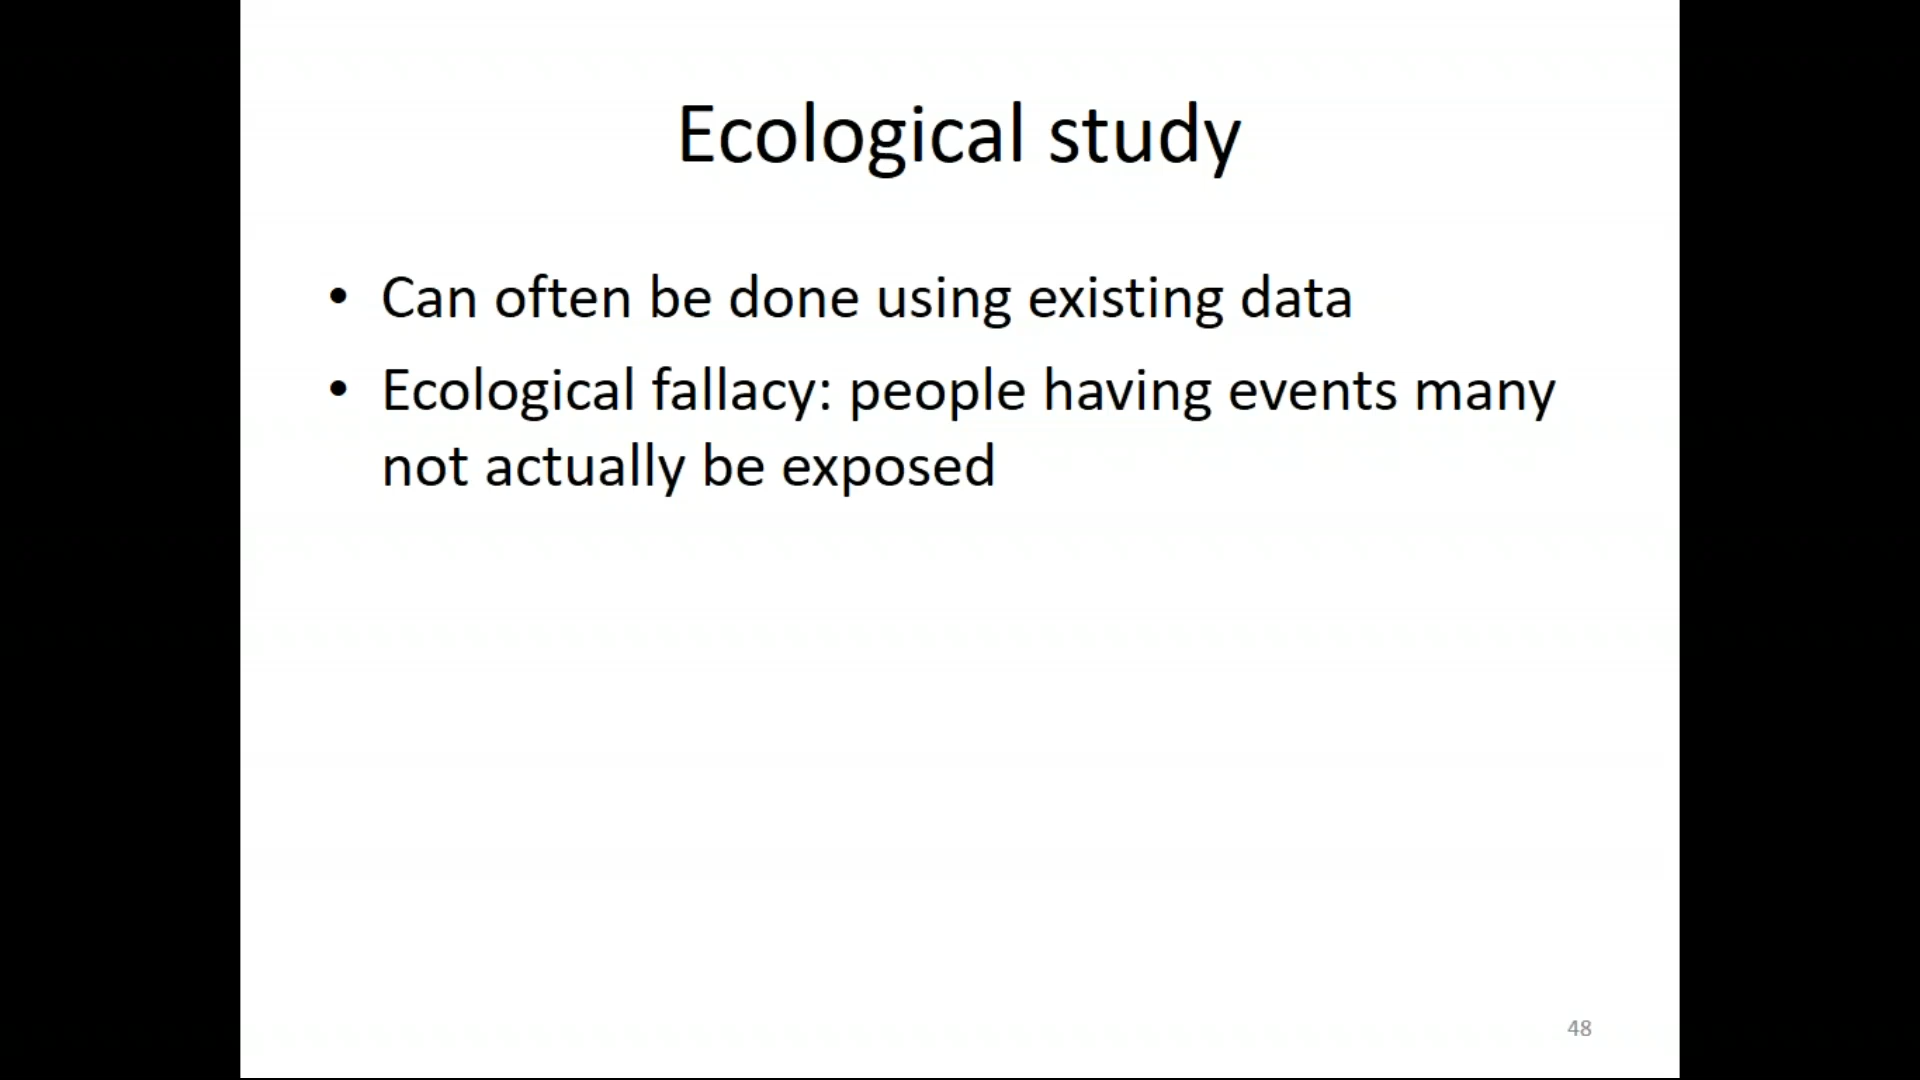 Ecological study
• Can often be done using existing data
• Ecological fallacy: people having events many
not actually be exposed
48